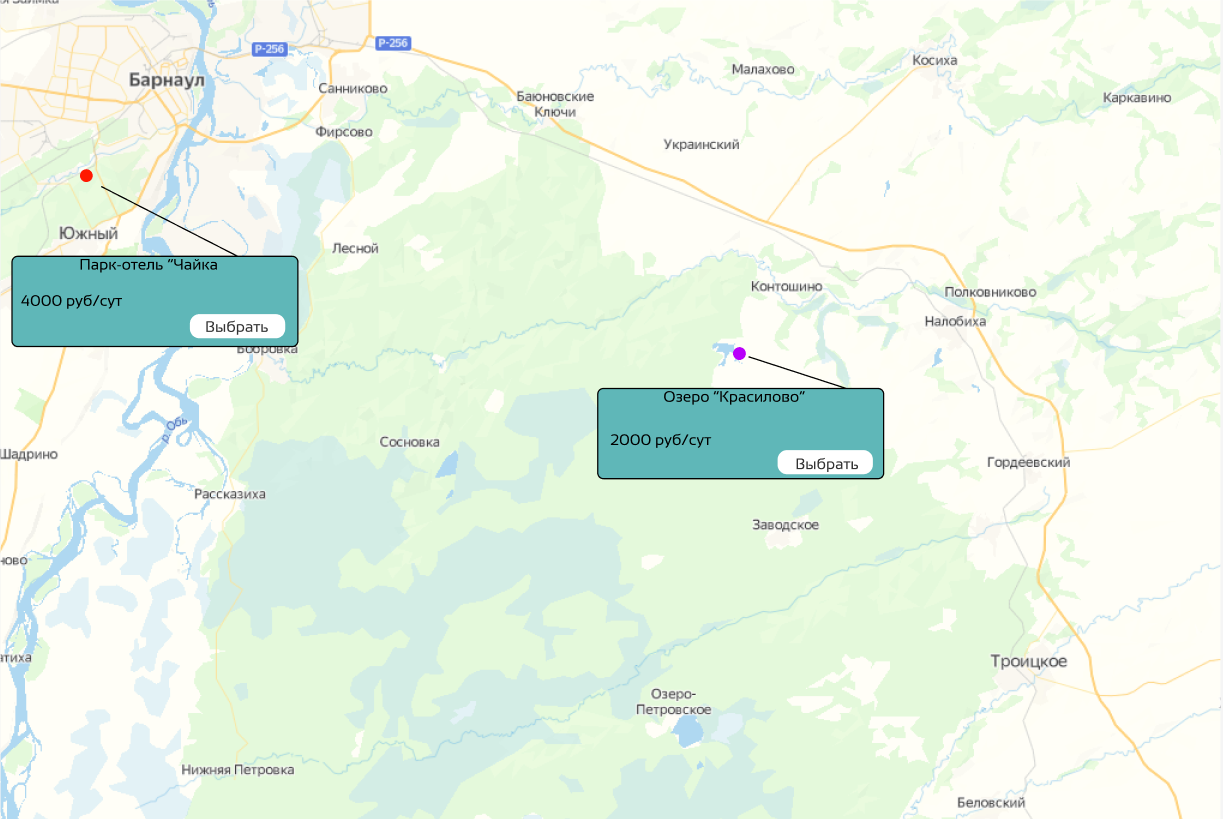 Р-256
Р-256
Барнаул
Санниково
Фирсово
Баюновские
Ключи
Малахово
Косиха
Каркавино
Украинский
Южный
Лесной
Парк-отель “Чайка
4000 руб/сут
Выбрать
Контошино
Полковниково
Налобиха
Бобровка
Озеро “Красилово”
2000 руб/сут
Выбрать
р. Обь
Сосновка
Шадрино
Гордеевский
Рассказиха
Заводское
Троицкое
Озеро-
Петровское
Нижняя Петровка
Беловский